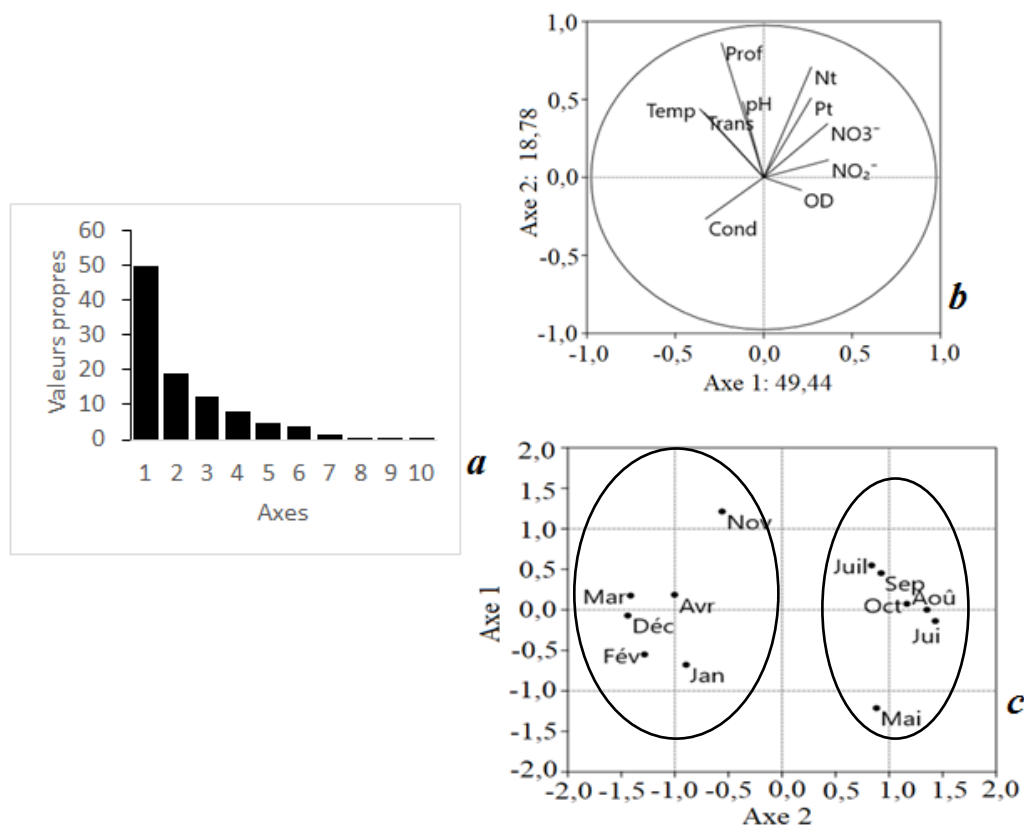 60
50
40
30
20
10
0
Valeurs propres
1 2 3 4 5 6 7 8 9 10
Axes
a
1,0
0,5
0,0
-0,5
-1,0
Axe 2: 18,78
Prof
Nt
Temp
pH
Pt
Trans
NO3⁻
NO₂⁻
OD
Cond
-1,0 -0,5 0,0 0,5 1,0
Axe 1: 49,44
b
2,0
1,5
1,0
0,5
0,0
-0,5
-1,0
-1,5
-2,0
Axe 1
Nov
Juil
Sep
Mar
Avr
Oct
Aoû
Déc
Jui
Fév
Jan
Mai
-2,0 -1,5 -1,0 -0,5 0,0 0,5 1,0 1,5 2,0
Axe 2
c